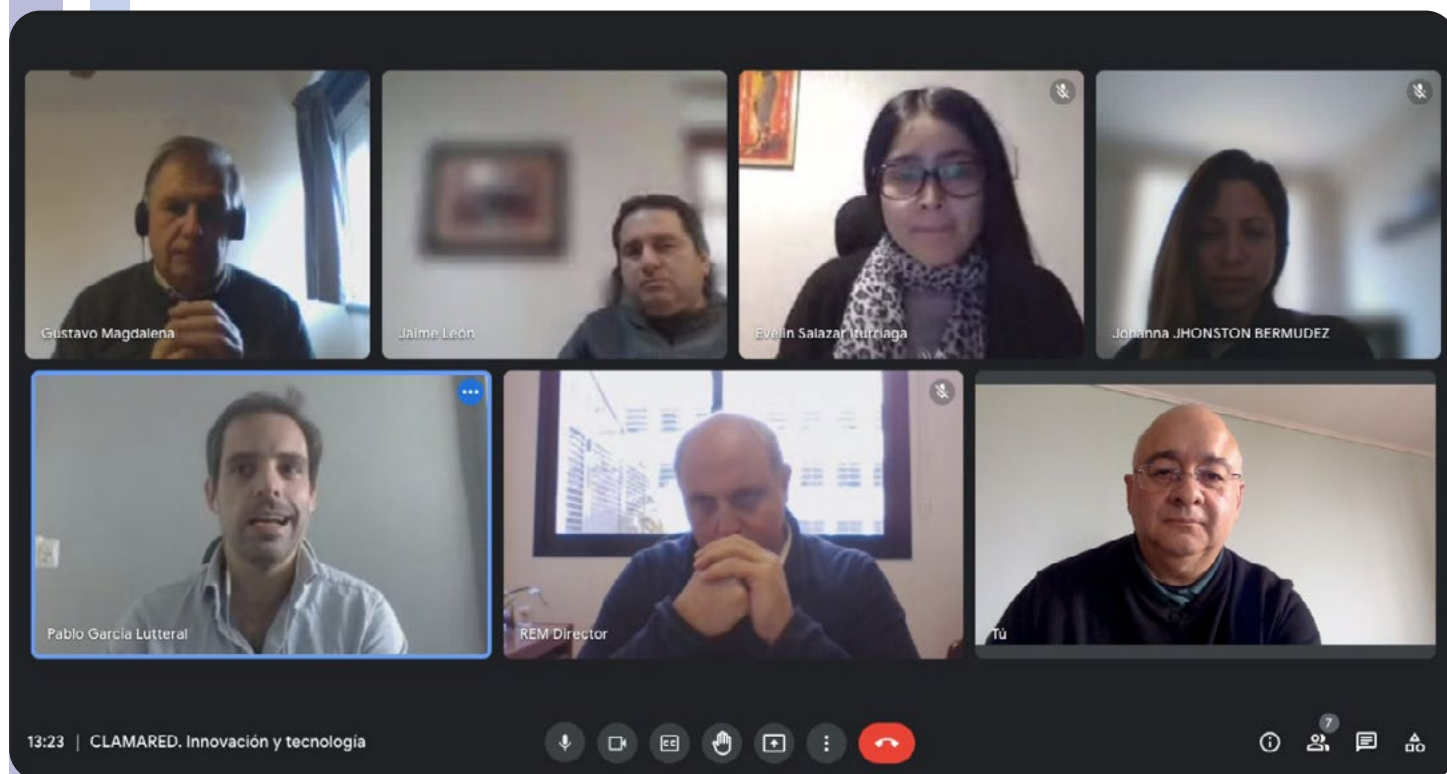 Gustavo Magdalena
Jaime León
Evelin Salazar Iturriaga
Johanna JHONSTON BERMUDEZ
Pablo García Lutteral
REM Director
Tú
13:23 | CLAMARED. Innovación y tecnología
7